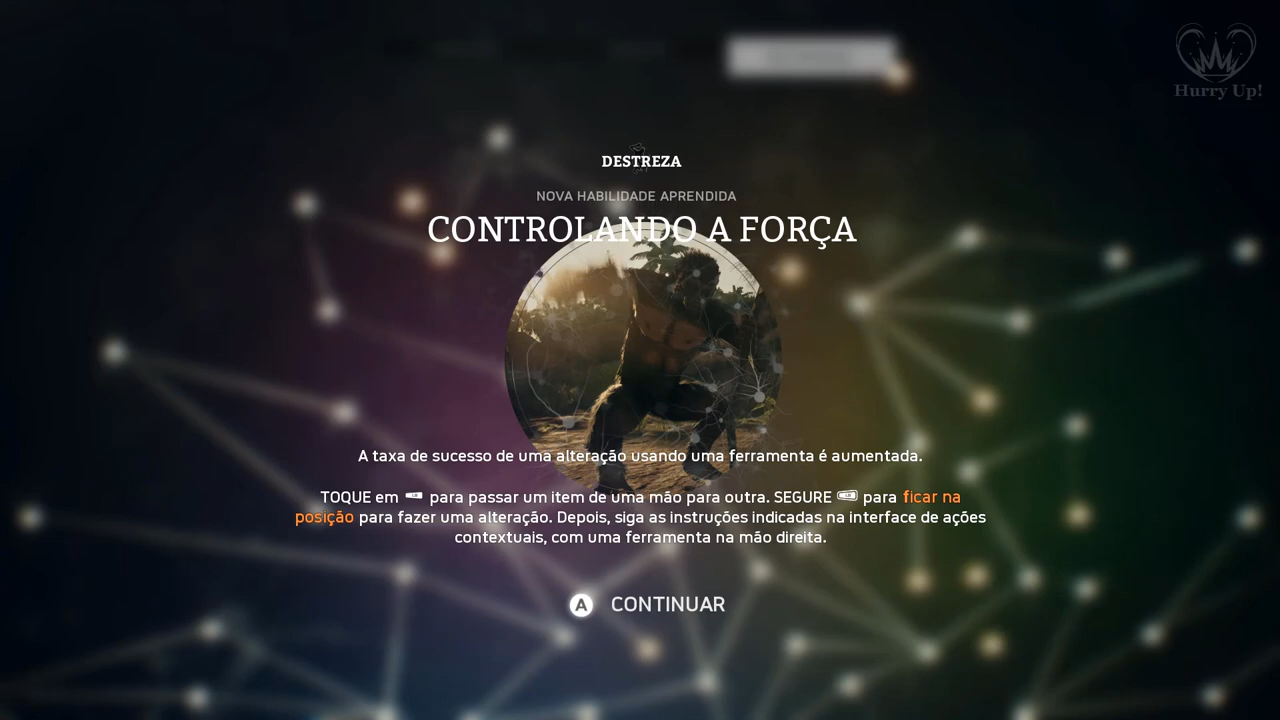 Hurry Up!
DESTREZA
NOVA HABILIDADE APRENDIDA
CONTROLANDO A FORÇA
A taxa de sucesso de uma alteração usando uma ferramenta é aumentada.
TOQUE em LB para passar um item de uma mão para outra. SEGURE LB para ficar na
posição para fazer uma alteração. Depois, siga as instruções indicadas na interface de ações
contextuais, com uma ferramenta na mão direita.
A CONTINUAR